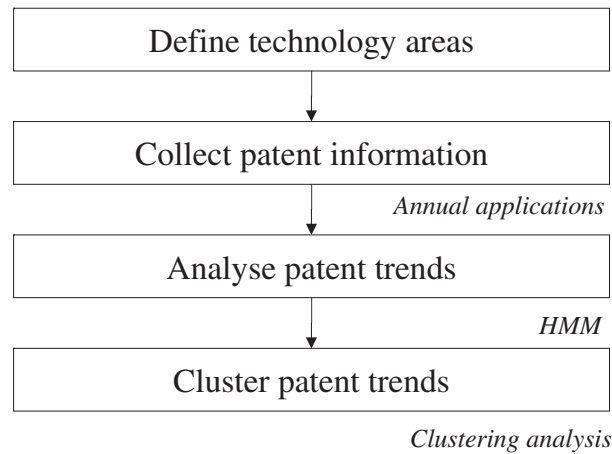 Define technology areas
Collect patent information
Annual applications
Analyse patent trends
HMM
Cluster patent trends
Clustering analysis